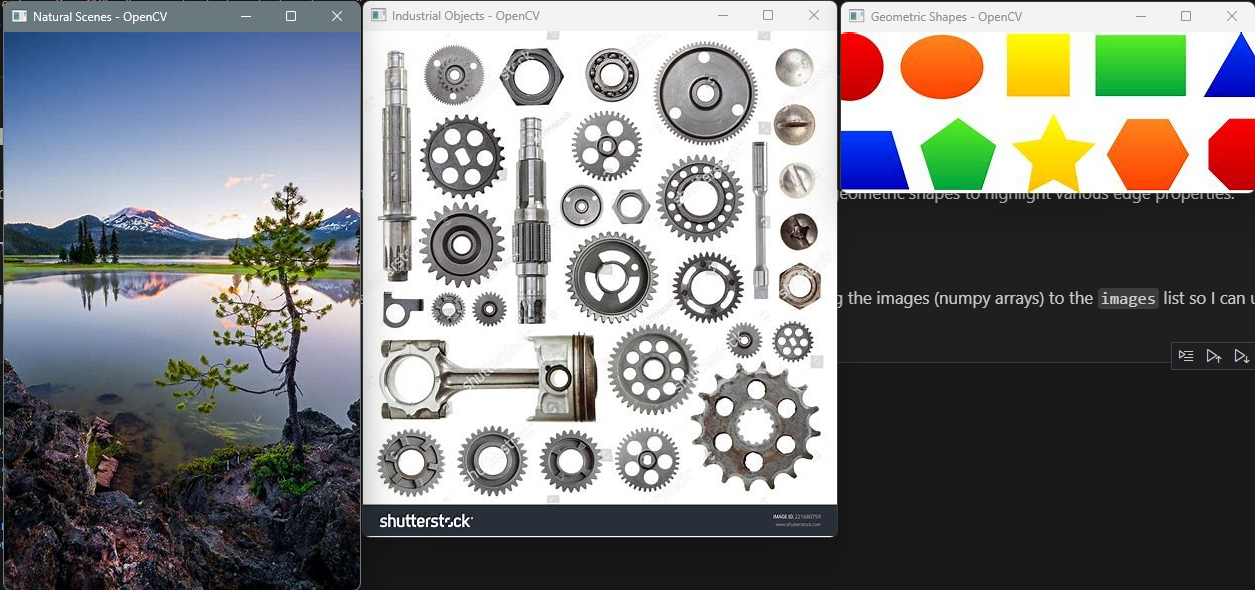 Natural Scenes - OpenCV
Industrial Objects - OpenCV
Geometric Shapes - OpenCV
geometric shapes to highlight various edge properties.
g the images (numpy arrays) to the images list so I can
shutterstock
IMAGE ID: 221680759
www.shutterstock.com